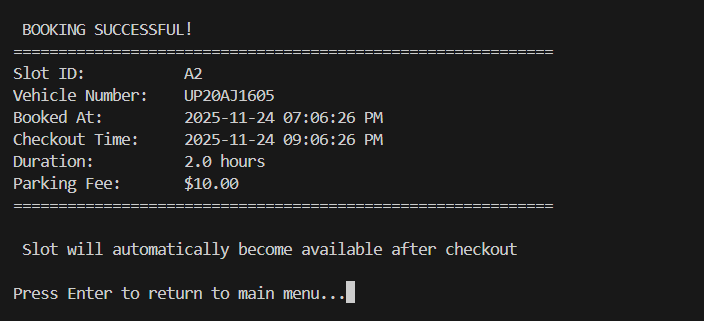 BOOKING SUCCESSFUL!
============================================================
Slot ID: A2
Vehicle Number: UP20AJ1605
Booked At: 2025-11-24 07:06:26 PM
Checkout Time: 2025-11-24 09:06:26 PM
Duration: 2.0 hours
Parking Fee: $10.00
============================================================
Slot will automatically become available after checkout
Press Enter to return to main menu...